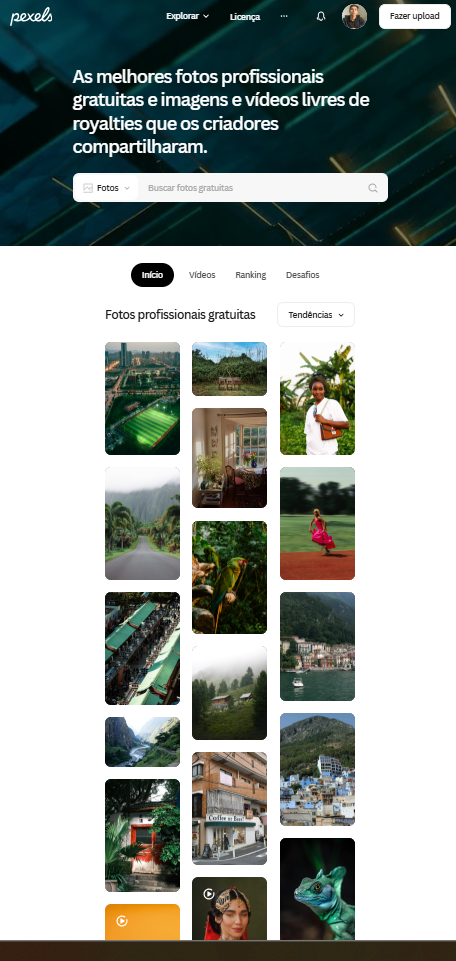 pexels
Explorar
Licença
...
Fazer upload
As melhores fotos profissionais
gratuitas e imagens e vídeos livres de
royalties que os criadores
compartilharam.
Fotos
Buscar fotos gratuitas
Início
Vídeos
Ranking
Desafios
Fotos profissionais gratuitas
Tendências
Coffee or Beer?